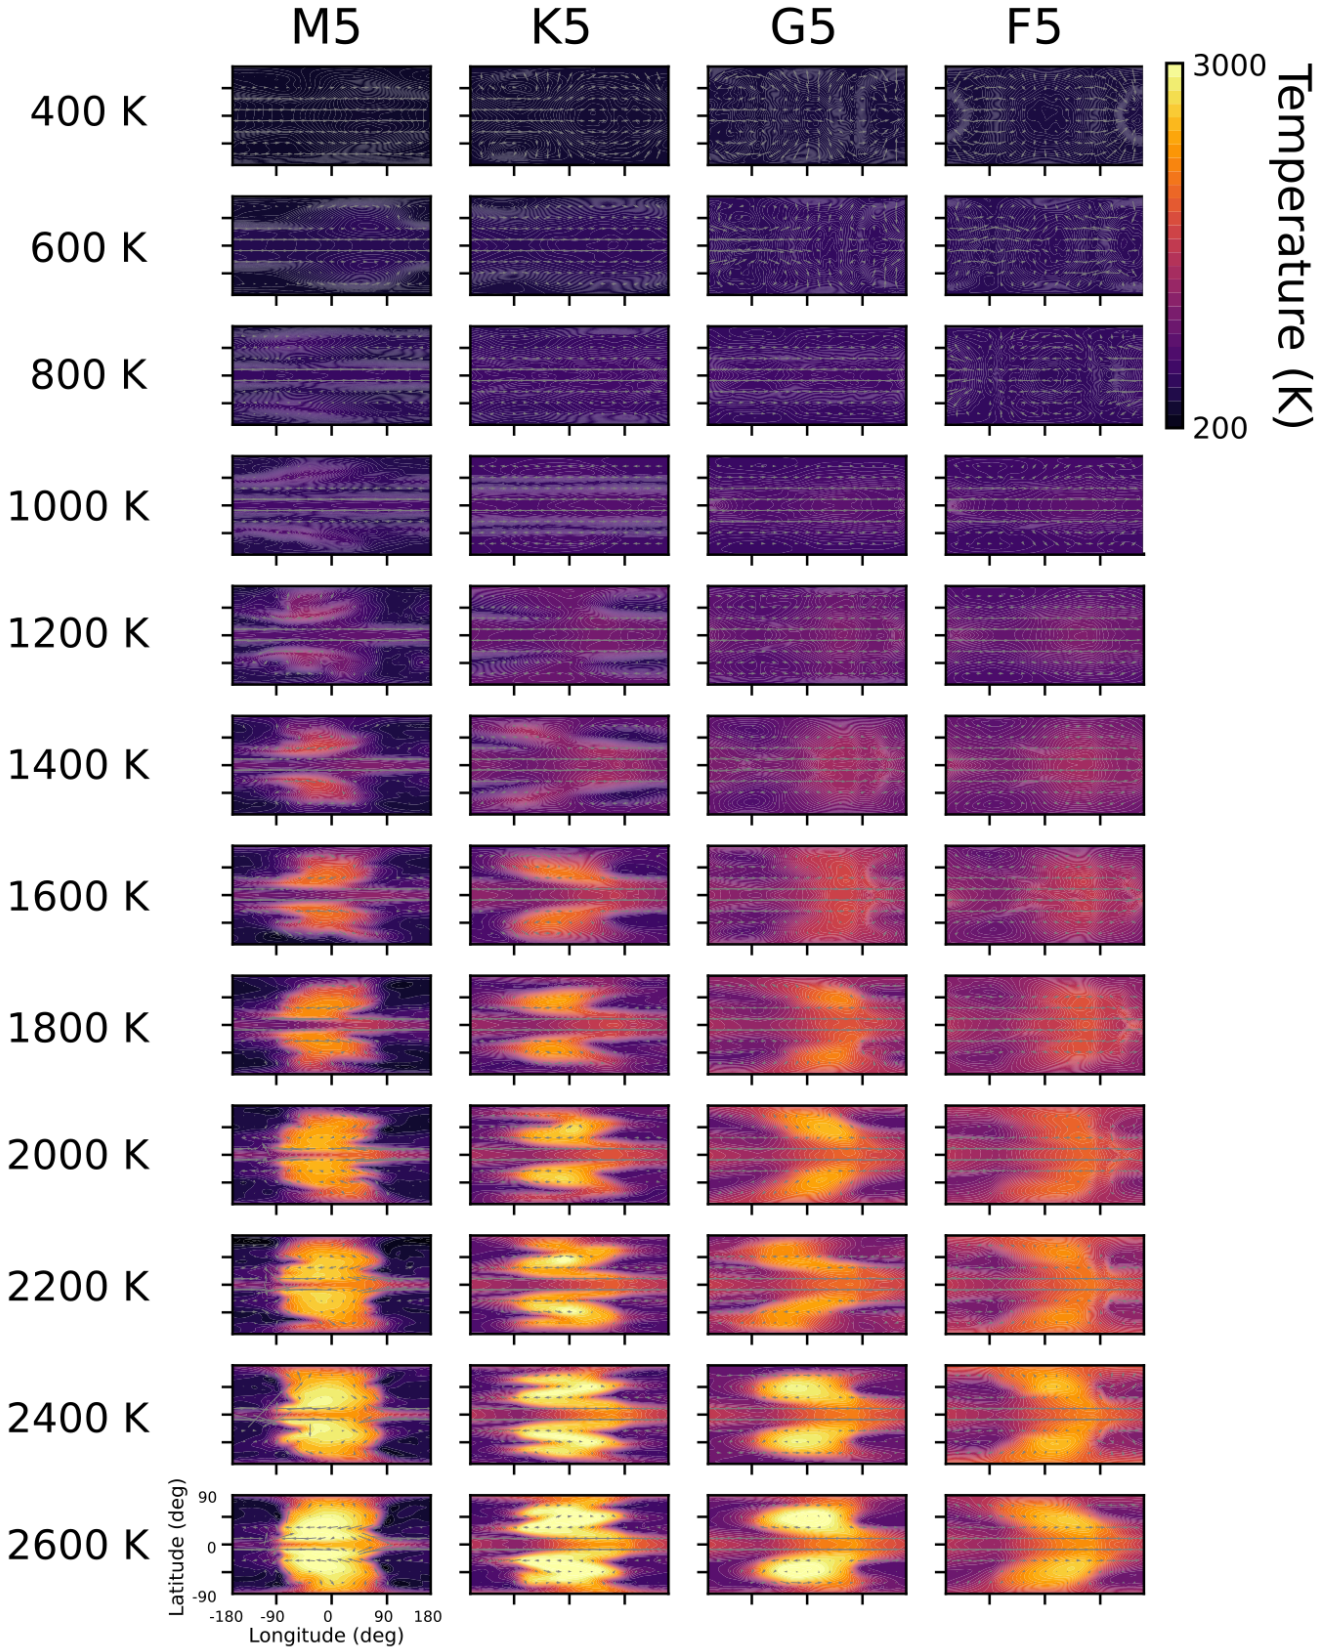 M5 K5 G5 F5
3000
Temperature (K)
200
400 K
600 K
800 K
1000 K
1200 K
1400 K
1600 K
1800 K
2000 K
2200 K
2400 K
2600 K
Latitude (deg)
90
0
-90
-180 -90 0 90 180
Longitude (deg)